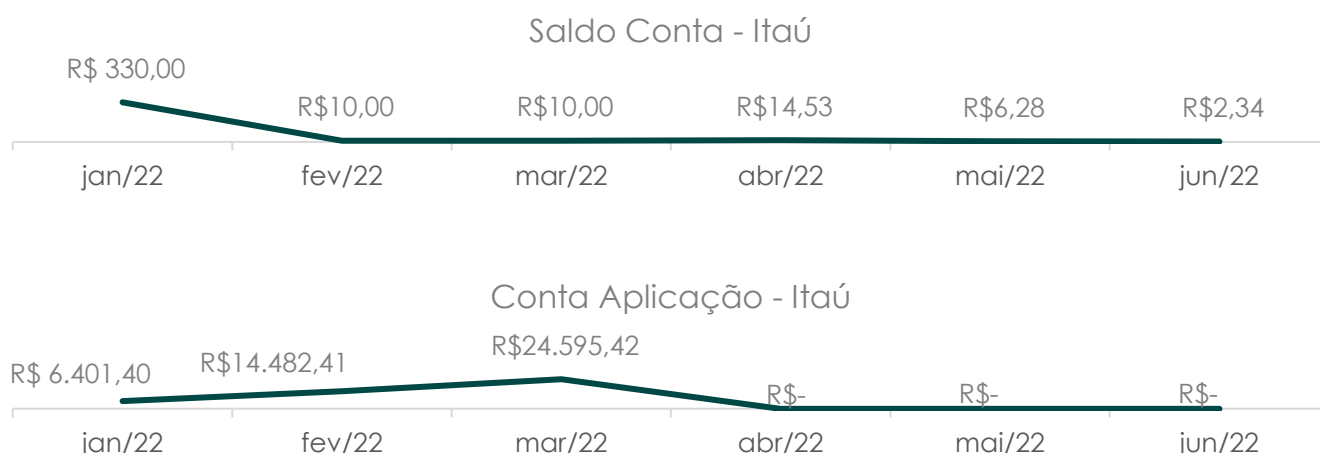 Saldo Conta - Itaú
R$ 330,00
R$10,00
R$10,00
R$14,53
R$6,28
R$2,34
jan/22 fev/22 mar/22 abr/22 mai/22 jun/22
Conta Aplicação - Itaú
R$ 6.401,40
R$14.482,41
R$24.595,42
R$-
R$-
R$-
jan/22 fev/22 mar/22 abr/22 mai/22 jun/22